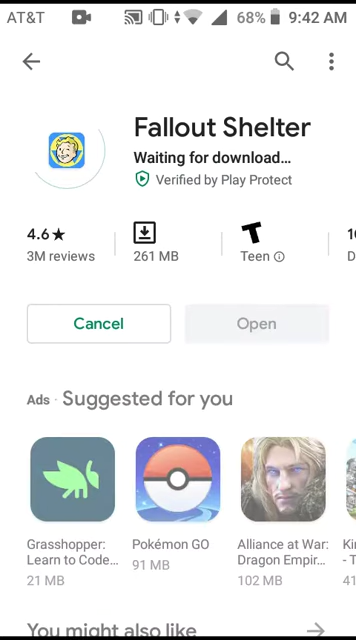 AT&T 68% 9:42 AM
Fallout Shelter
Waiting for download...
Verified by Play Protect
4.6★
3M reviews
261 MB
Teen
Cancel
Open
Ads · Suggested for you
Grasshopper:
Learn to Code...
21 MB
Pokémon GO
91 MB
Alliance at War:
Dragon Empir...
102 MB
You might also like